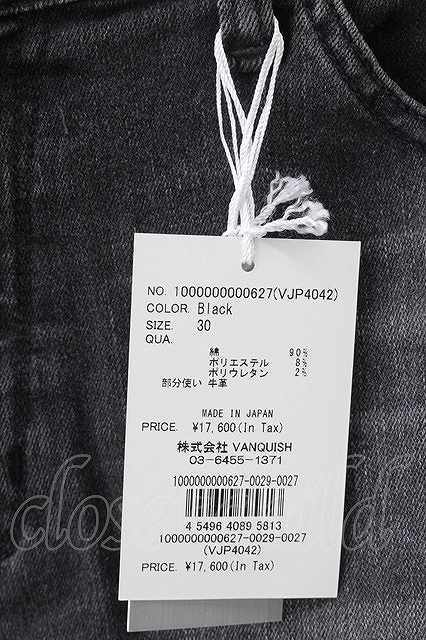 NO. 1000000000627(VJP4042)
COLOR. Black
SIZE. 30
QUA.
綿 90%
ポリエステル 8%
ポリウレタン 2%
部分使い 牛革
MADE IN JAPAN
PRICE. ¥17,600(In Tax)
株式会社 VANQUISH
03-6455-1371
1000000000627-0029-0027
4 5496 4089 5813
1000000000627-0029-0027
(VJP4042)
PRICE. ¥17,600(In Tax)